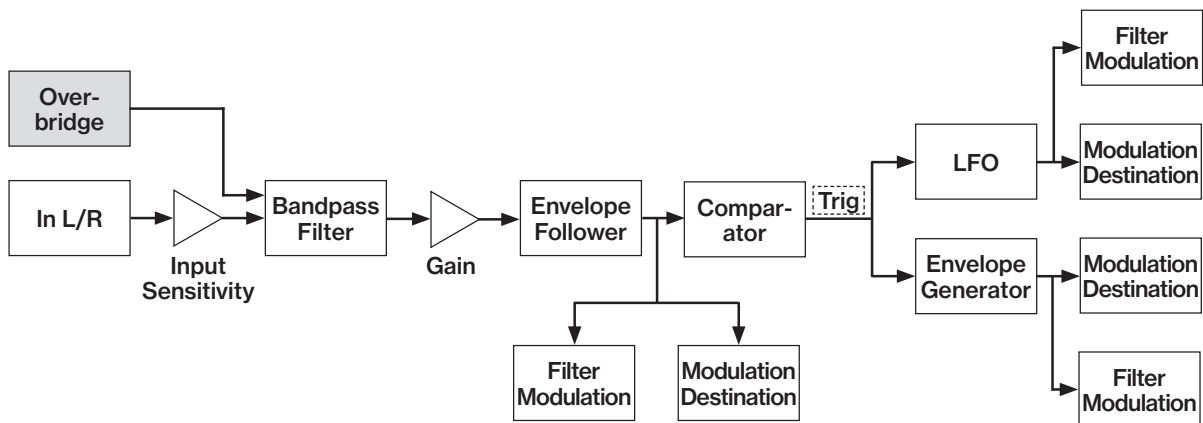 Over-
bridge
In L/R
Input
Sensitivity
Bandpass
Filter
Gain
Envelope
Follower
Filter
Modulation
Modulation
Destination
Compar-
ator
Trig
LFO
Filter
Modulation
Modulation
Destination
Envelope
Generator
Modulation
Destination
Filter
Modulation